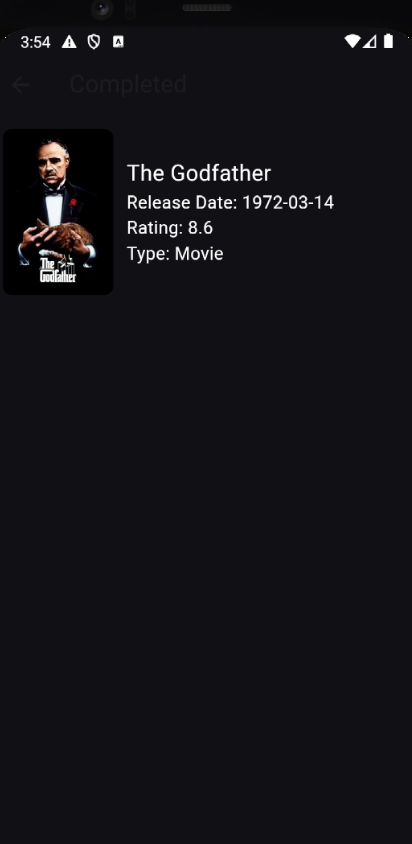 3:54
Completed
The Godfather
Release Date: 1972-03-14
Rating: 8.6
Type: Movie
The
Godfather